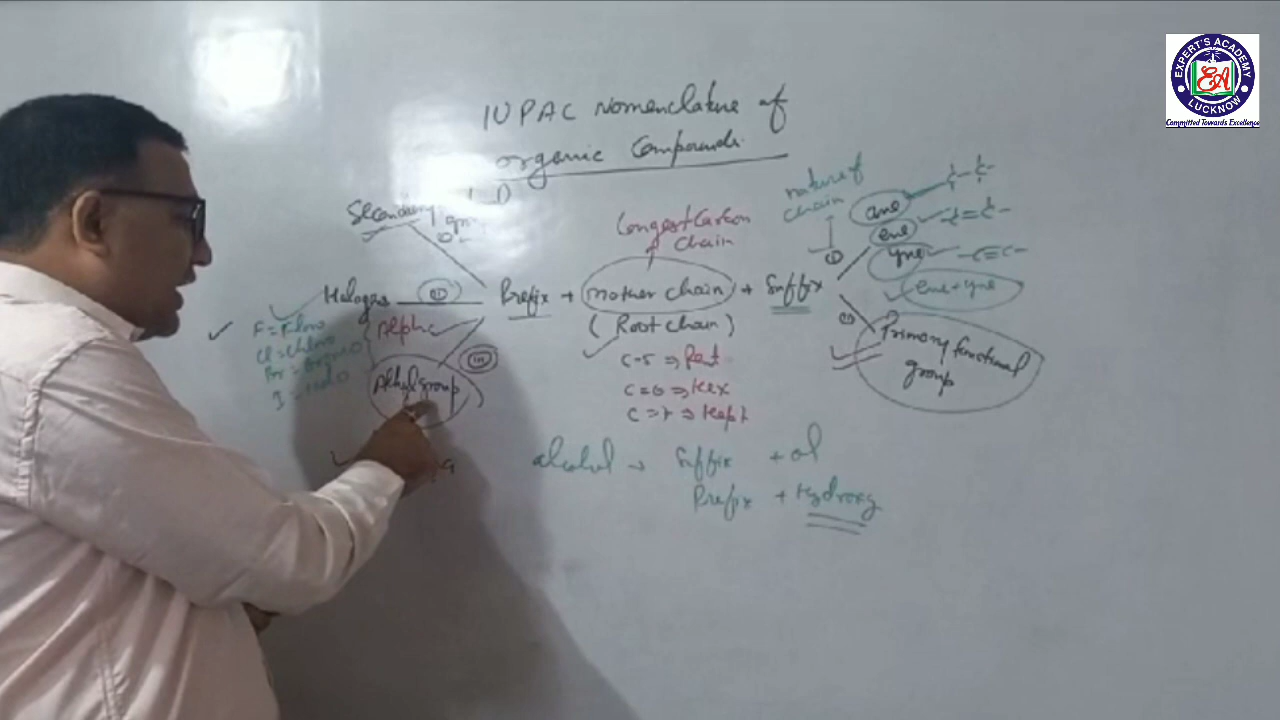 EXPERT'S ACADEMY
LUCKNOW
EA
Committed Towards Excellence
IUPAC Nomenclature of
organic Compounds.
Secondary
Halogen
F = Fluoro
Cl = Chloro
Br = Bromo
I = Iodo
(Alpha
Alkyl group)
Prefix + mother chain + Suffix
Longest Carbon
chain
(Root chain)
C-5 ⇒ Pent
C=6 ⇒ Hex
C=7 ⇒ Hept
nature of
chain
ane
ene
yne
ene + yne
-C-C-
-C=C-
-C≡C-
Primary functional
group
alcohol → Suffix + ol
Prefix + Hydroxy